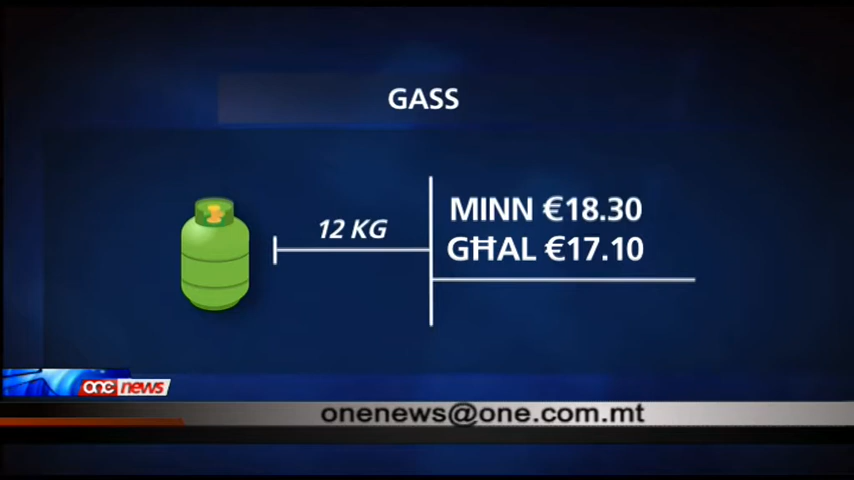 GASS
12 KG
MINN €18.30
GĦAL €17.10
one news
onenews@one.com.mt